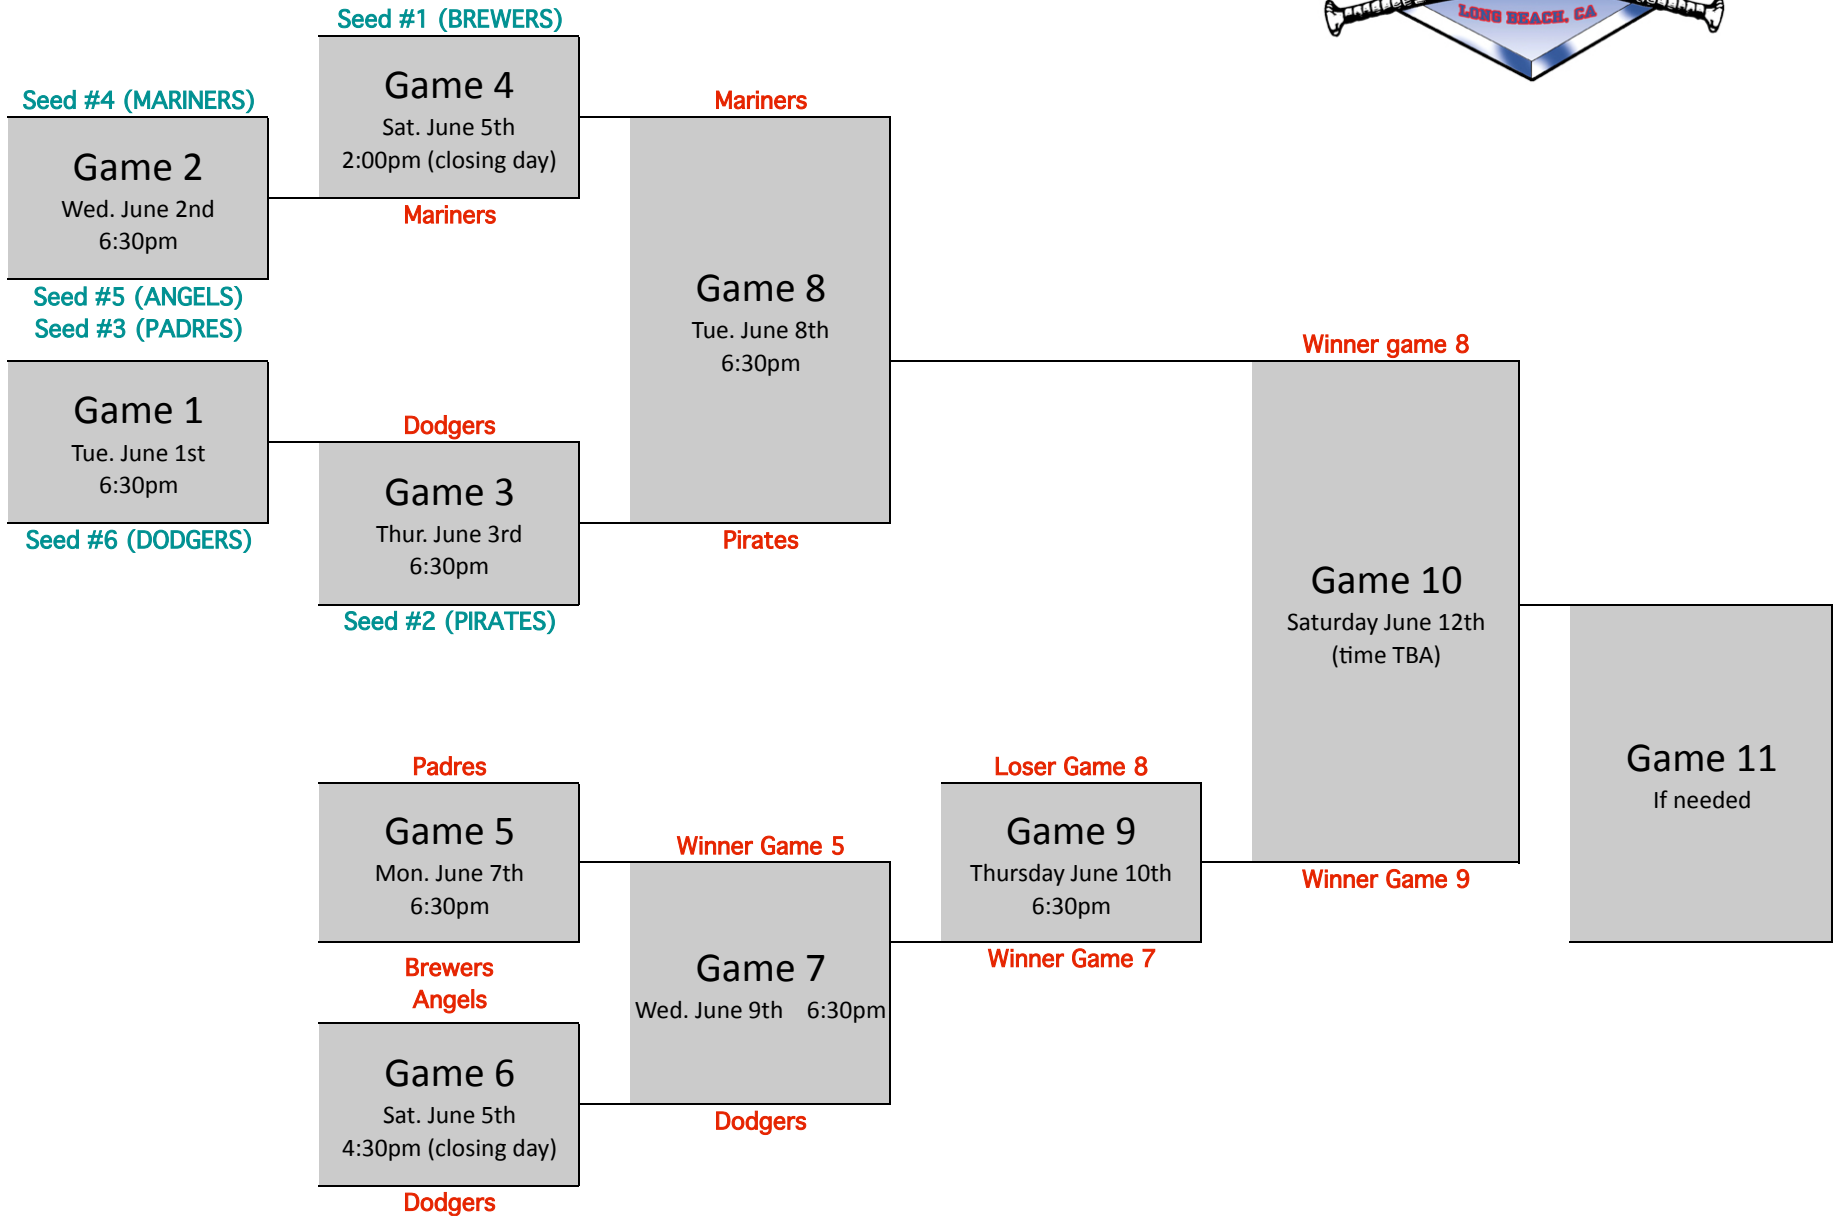 LONG BEACH, CA
Seed #1 (BREWERS)
Game 4
Sat. June 5th
2:00pm (closing day)
Mariners
Seed #4 (MARINERS)
Game 2
Wed. June 2nd
6:30pm
Seed #5 (ANGELS)
Seed #3 (PADRES)
Game 1
Tue. June 1st
6:30pm
Seed #6 (DODGERS)
Dodgers
Game 3
Thur. June 3rd
6:30pm
Seed #2 (PIRATES)
Mariners
Game 8
Tue. June 8th
6:30pm
Pirates
Winner game 8
Game 10
Saturday June 12th
(time TBA)
Winner Game 9
Game 11
If needed
Padres
Game 5
Mon. June 7th
6:30pm
Brewers
Angels
Game 6
Sat. June 5th
4:30pm (closing day)
Dodgers
Winner Game 5
Game 7
Wed. June 9th 6:30pm
Dodgers
Loser Game 8
Game 9
Thursday June 10th
6:30pm
Winner Game 7